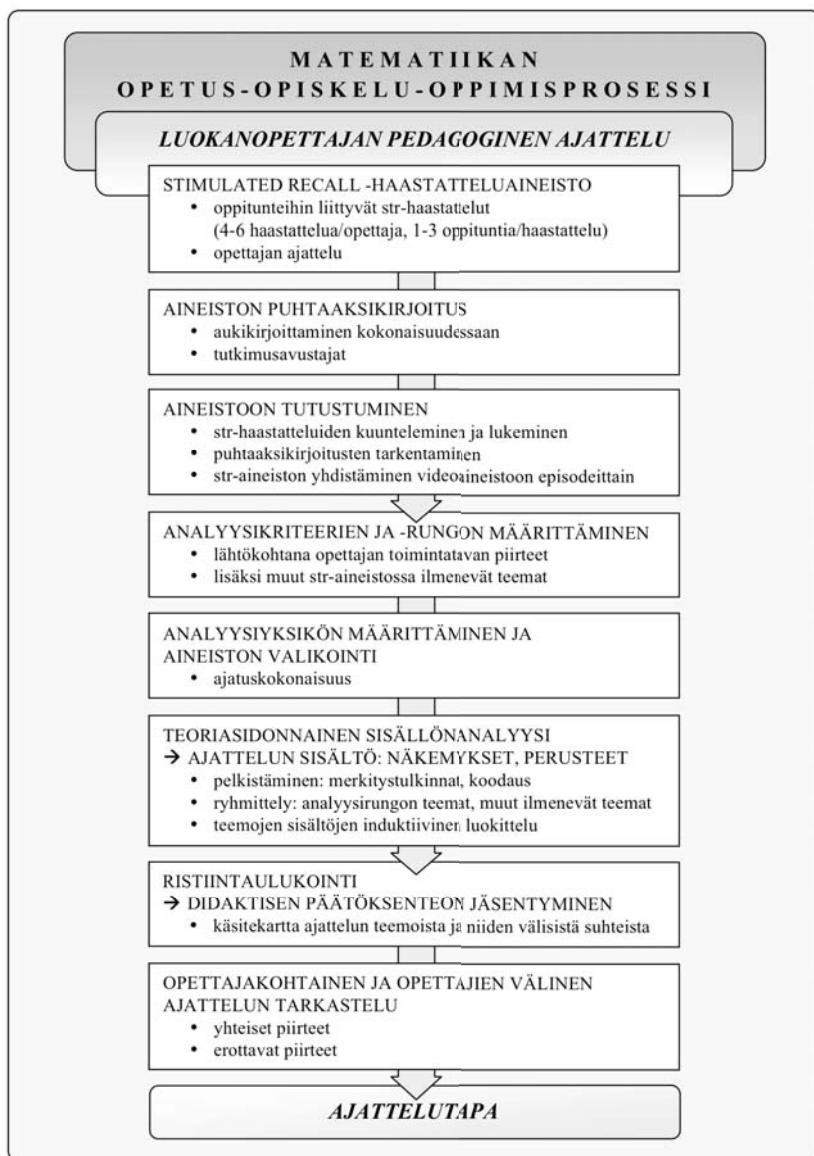 MATEMATIIKAN
OPETUS-OPISKELU-OPPIMISPROSESSI
LUOKANOPETTAJAN PEDAGOGINEN AJATTELU
STIMULATED RECALL -HAASTATTELUAINEISTO
• oppitunteihin liittyvät str-haastattelut
(4-6 haastattelua/opettaja, 1-3 oppituntia/haastattelu)
• opettajan ajattelu
AINEISTON PUHTAAKSIKIRJOITUS
• aukikirjoittaminen kokonaisuudessaan
• tutkimusavustajat
AINEISTOON TUTUSTUMINEN
• str-haastatteluiden kuunteleminen ja lukeminen
• puhtaaksikirjoitusten tarkentaminen
• str-aineiston yhdistäminen videoaineistoon episodeittain
ANALYYSIKRITEERIEN JA -RUNGON MÄÄRITTÄMINEN
• lähtökohtana opettajan toimintatavan piirteet
• lisäksi muut str-aineistossa ilmenevät teemat
ANALYYSIYKSIKÖN MÄÄRITTÄMINEN JA
AINEISTON VALIKOINTI
• ajatuskokonaisuus
TEORIASIDONNAINEN SISÄLLÖNANALYYSI
→ AJATTELUN SISÄLTÖ: NÄKEMYKSET, PERUSTEET
• pelkistäminen: merkitystulkinnat, koodaus
• ryhmittely: analyysirungon teemat, muut ilmenevät teemat
• teemojen sisältöjen induktiivinen luokittelu
RISTIINTAULUKOINTI
→ DIDAKTISEN PÄÄTÖKSENTEON JÄSENTYMINEN
• käsitekartta ajattelun teemoista ja niiden välisistä suhteista
OPETTAJAKOHTAINEN JA OPETTAJIEN VÄLINEN
AJATTELUN TARKASTELU
• yhteiset piirteet
• erottavat piirteet
AJATTELUTAPA